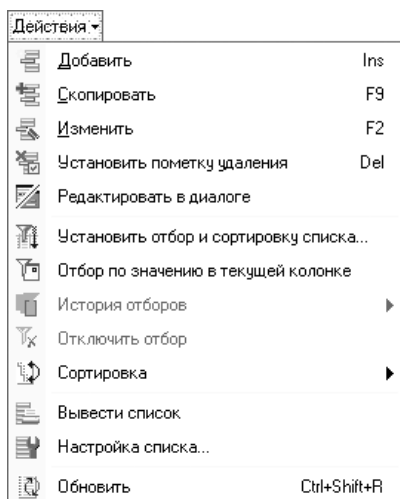 Действия
Добавить Ins
Скопировать F9
Изменить F2
Установить пометку удаления Del
Редактировать в диалоге
Установить отбор и сортировку списка...
Отбор по значению в текущей колонке
История отборов
Отключить отбор
Сортировка
Вывести список
Настройка списка...
Обновить Ctrl+Shift+R